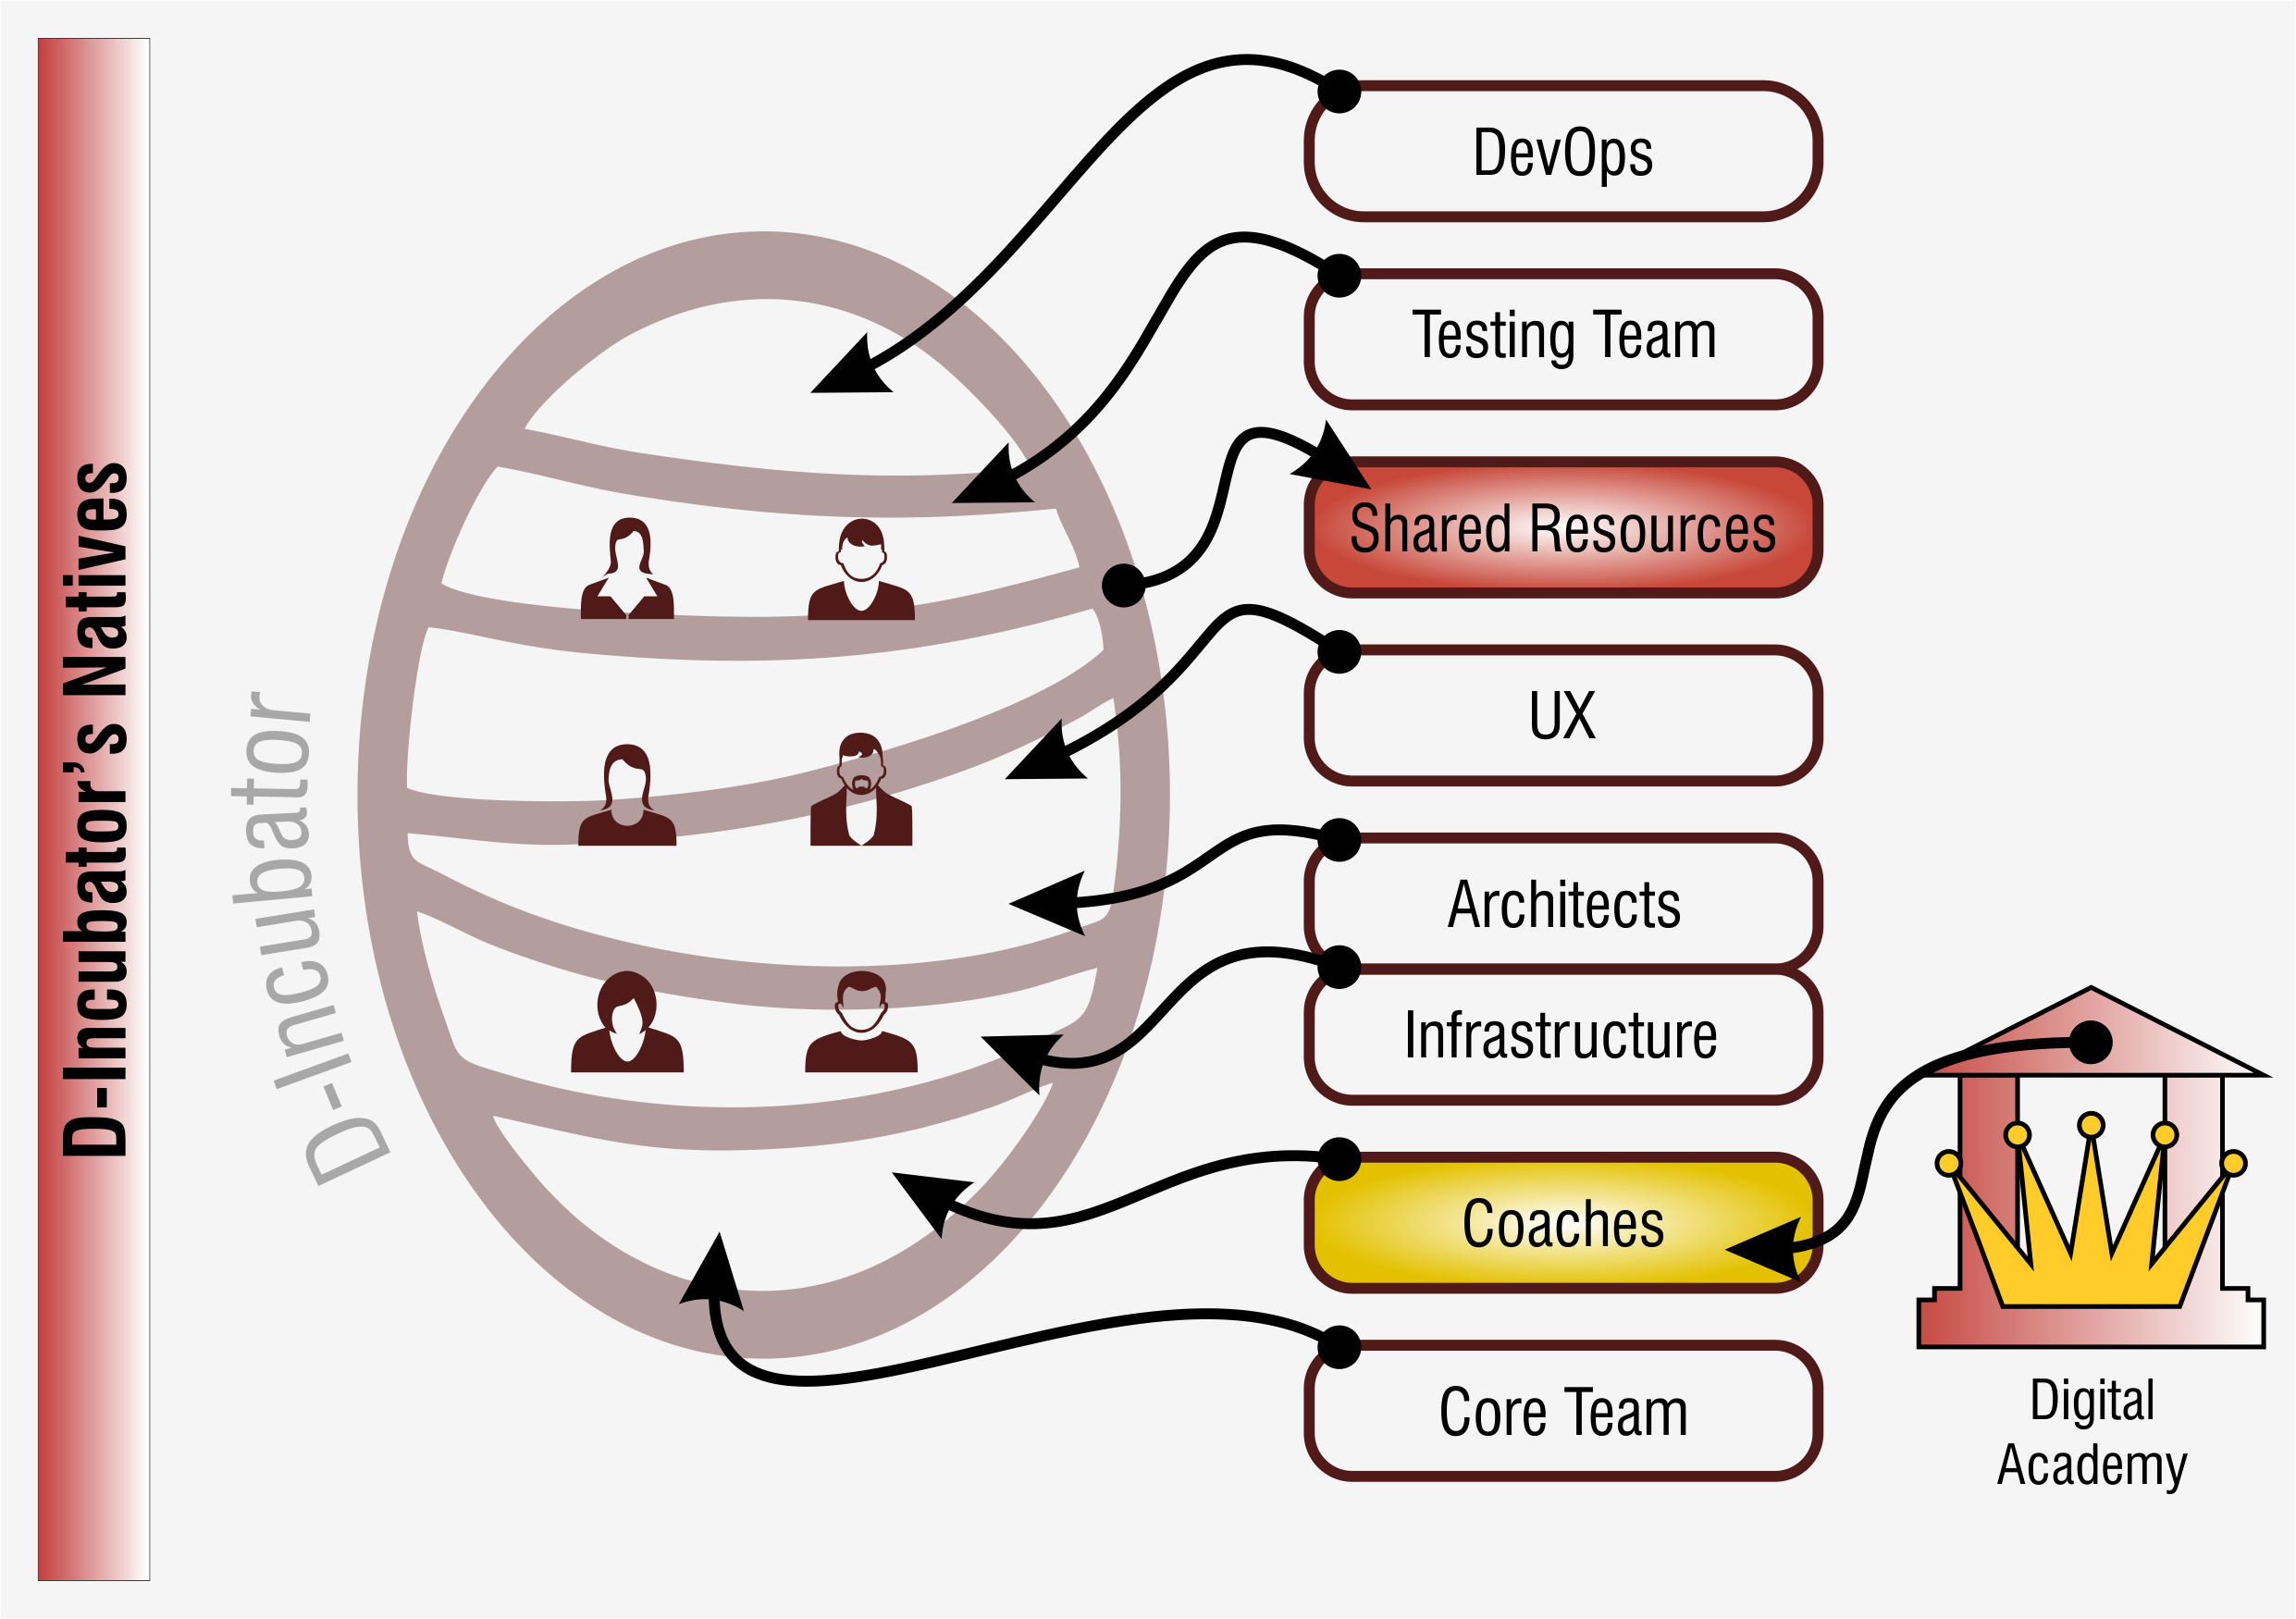 D-Incubator's Natives
D-Incubator
DevOps
Testing Team
Shared Resources
UX
Architects
Infrastructure
Coaches
Core Team
Digital
Academy